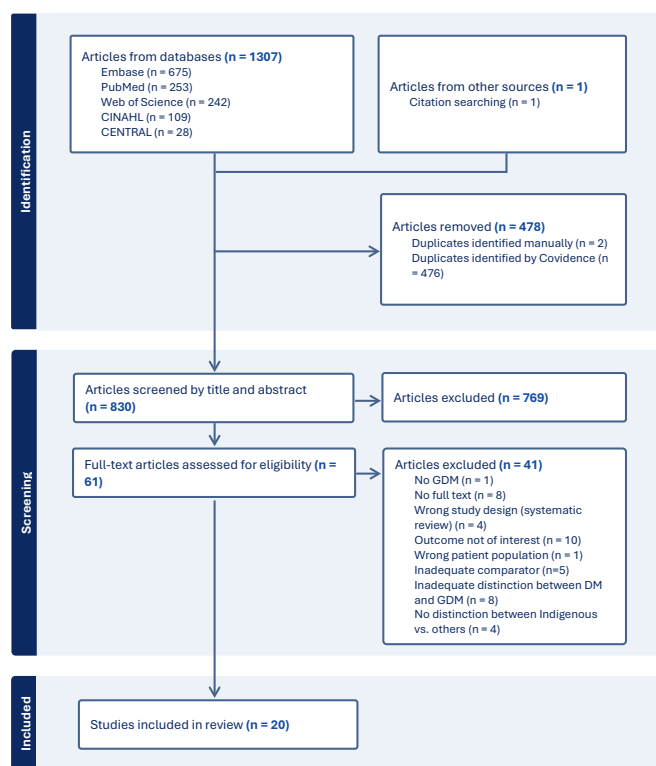 Identification
Articles from databases (n = 1307)
Embase (n = 675)
PubMed (n = 253)
Web of Science (n = 242)
CINAHL (n = 109)
CENTRAL (n = 28)
Articles from other sources (n = 1)
Citation searching (n = 1)
Articles removed (n = 478)
Duplicates identified manually (n = 2)
Duplicates identified by Covidence (n
= 476)
Screening
Articles screened by title and abstract
(n = 830)
Articles excluded (n = 769)
Full-text articles assessed for eligibility (n =
61)
Articles excluded (n = 41)
No GDM (n = 1)
No full text (n = 8)
Wrong study design (systematic
review) (n = 4)
Outcome not of interest (n = 10)
Wrong patient population (n = 1)
Inadequate comparator (n=5)
Inadequate distinction between DM
and GDM (n = 8)
No distinction between Indigenous
vs. others (n = 4)
Included
Studies included in review (n = 20)